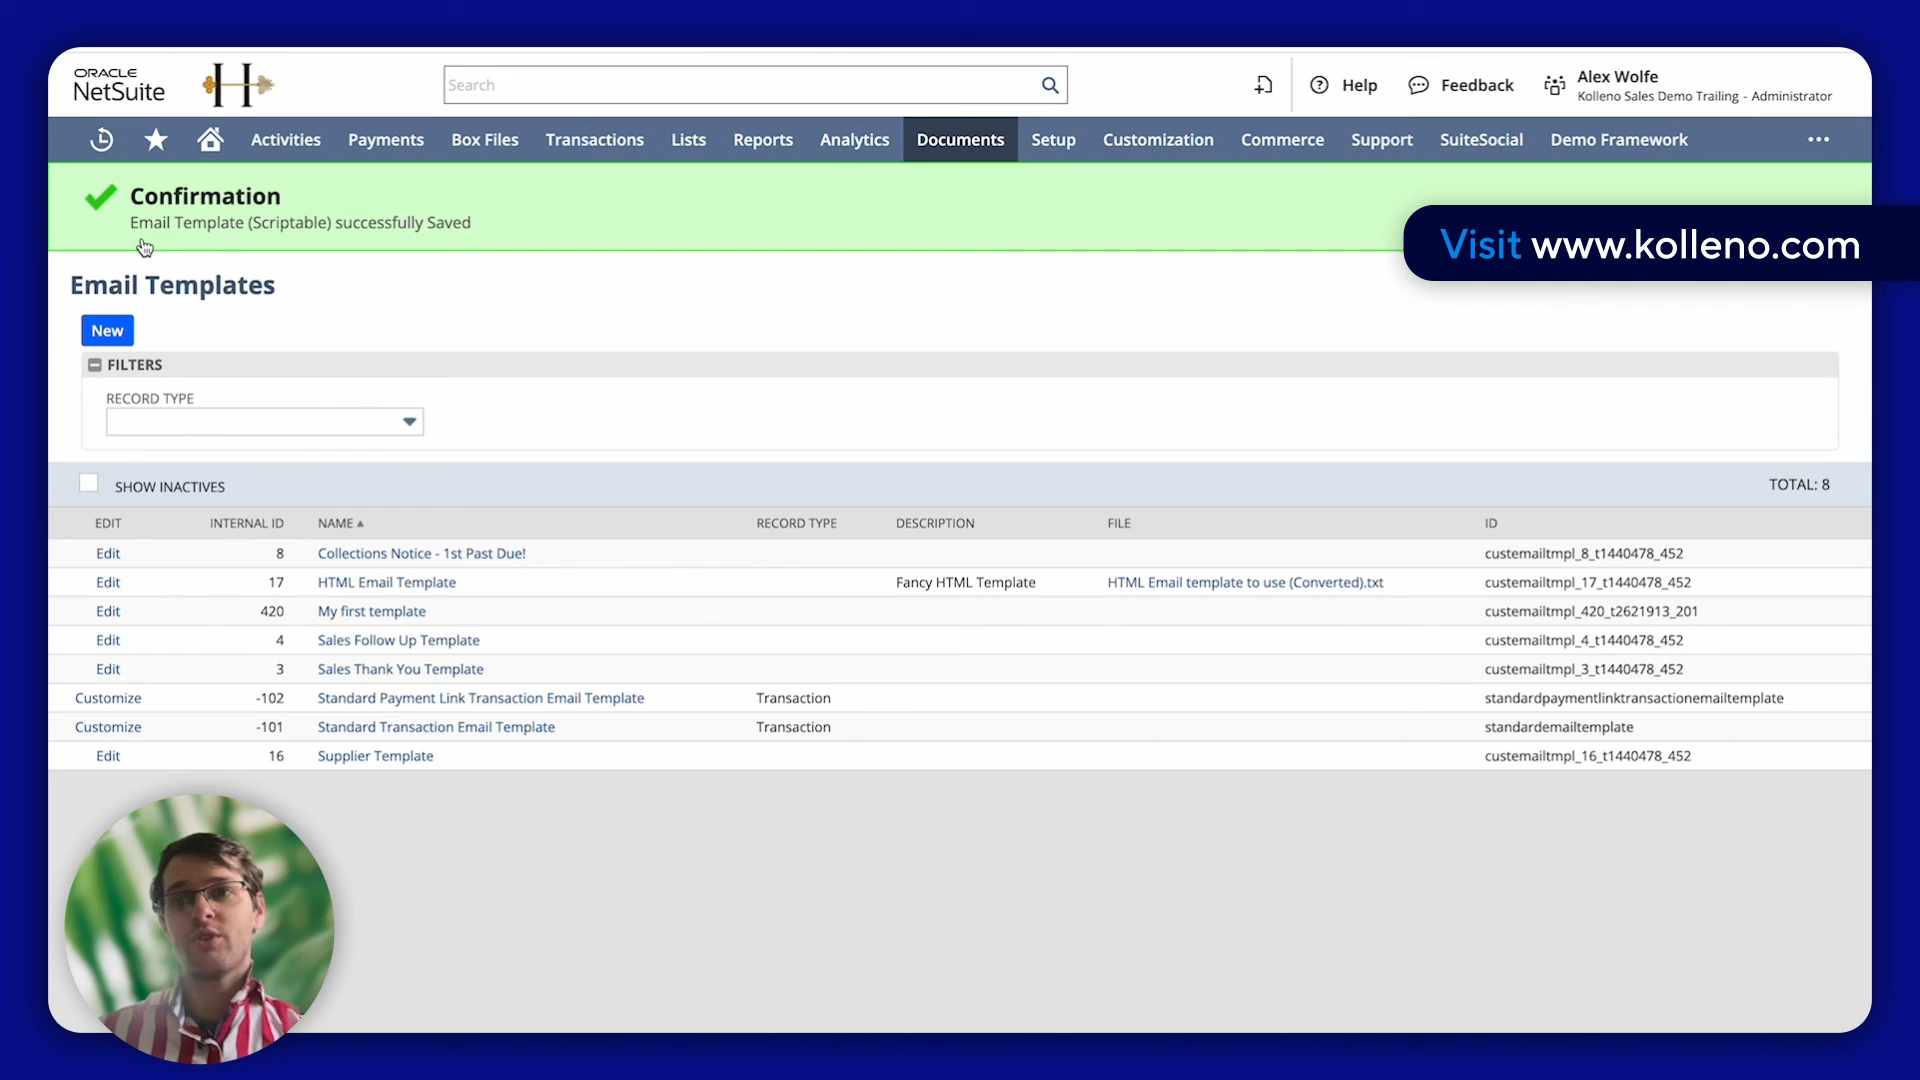 ORACLE
NetSuite
H
Search
Help
Feedback
Alex Wolfe
Kolleno Sales Demo Trailing - Administrator
Activities Payments Box Files Transactions Lists Reports Analytics Documents Setup Customization Commerce Support SuiteSocial Demo Framework
Confirmation
Email Template (Scriptable) successfully Saved
Visit www.kolleno.com
Email Templates
New
FILTERS
RECORD TYPE
SHOW INACTIVES TOTAL: 8
EDIT INTERNAL ID NAME RECORD TYPE DESCRIPTION FILE ID
Edit 8 Collections Notice - 1st Past Due! custemailtmpl_8_t1440478_452
Edit 17 HTML Email Template Fancy HTML Template HTML Email template to use (Converted).txt custemailtmpl_17_t1440478_452
Edit 420 My first template custemailtmpl_420_t2621913_201
Edit 4 Sales Follow Up Template custemailtmpl_4_t1440478_452
Edit 3 Sales Thank You Template custemailtmpl_3_t1440478_452
Customize -102 Standard Payment Link Transaction Email Template Transaction standardpaymentlinktransactionemailtemplate
Customize -101 Standard Transaction Email Template Transaction standardemailtemplate
Edit 16 Supplier Template custemailtmpl_16_t1440478_452